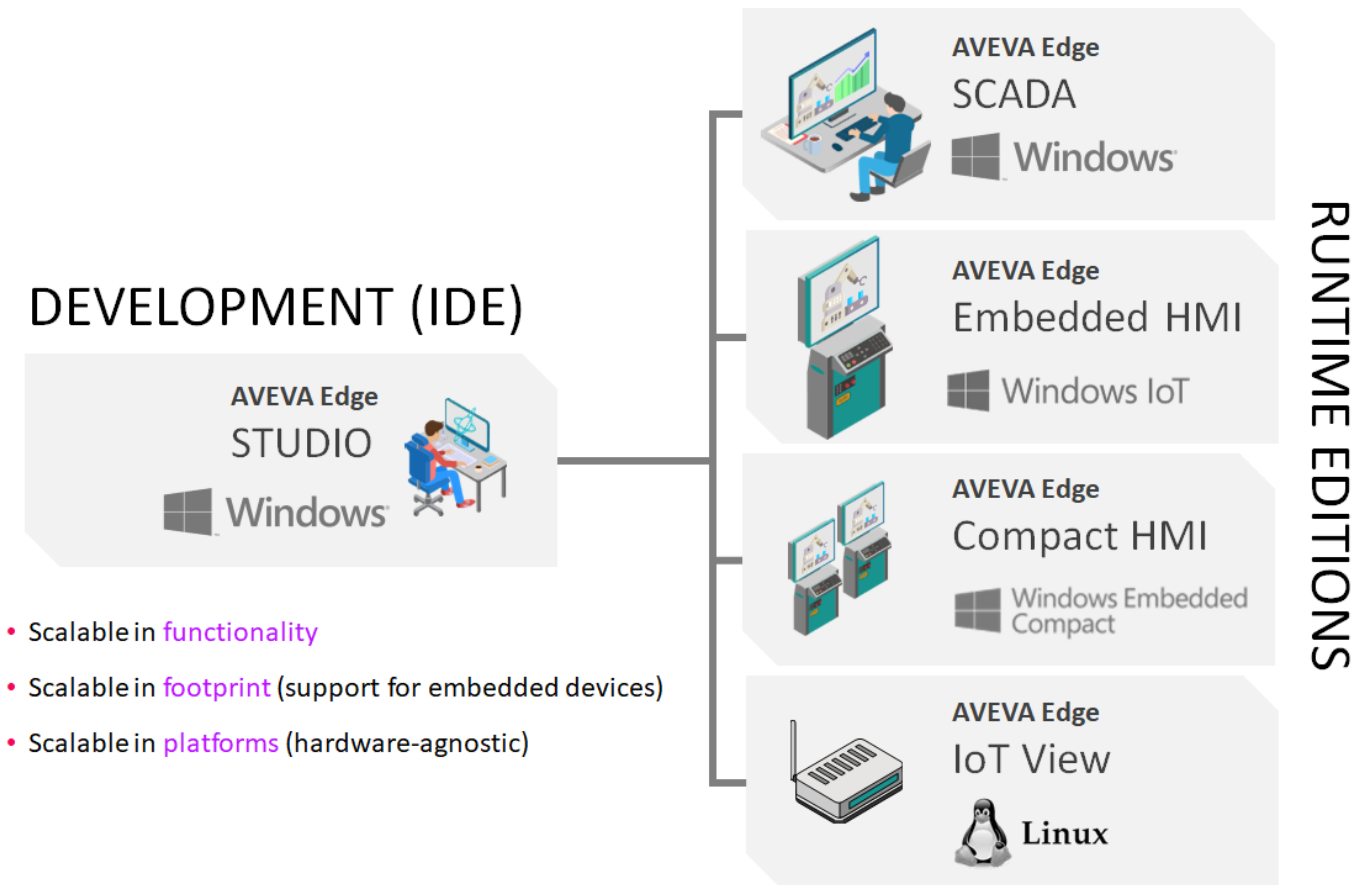 DEVELOPMENT (IDE)
AVEVA Edge
STUDIO
Windows
• Scalable in functionality
• Scalable in footprint (support for embedded devices)
• Scalable in platforms (hardware-agnostic)
AVEVA Edge
SCADA
Windows
AVEVA Edge
Embedded HMI
Windows IoT
AVEVA Edge
Compact HMI
Windows Embedded
Compact
AVEVA Edge
IoT View
Linux
RUNTIME EDITIONS